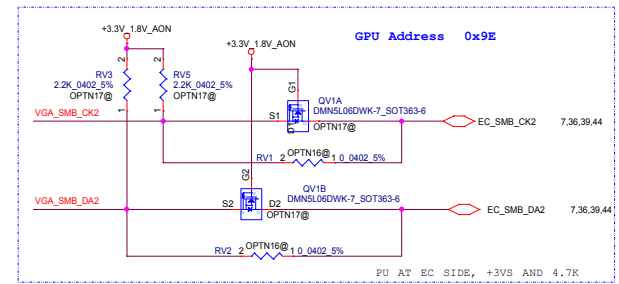 +3.3V_1.8V_AON
+3.3V_1.8V_AON
GPU Address 0x9E
2
2
RV3
2.2K_0402_5%
OPTN17@
RV5
2.2K_0402_5%
OPTN17@
1
1
G1
QV1A
DMN5L06DWK-7_SOT363-6
VGA_SMB_CK2
S1
D1
OPTN17@
EC_SMB_CK2
7,36,39,44
RV1 2 OPTN16@ 1 0_0402_5%
G2
QV1B
DMN5L06DWK-7_SOT363-6
VGA_SMB_DA2
S2
D2
OPTN17@
EC_SMB_DA2
7,36,39,44
RV2 2 OPTN16@ 1 0_0402_5%
PU AT EC SIDE, +3VS AND 4.7K